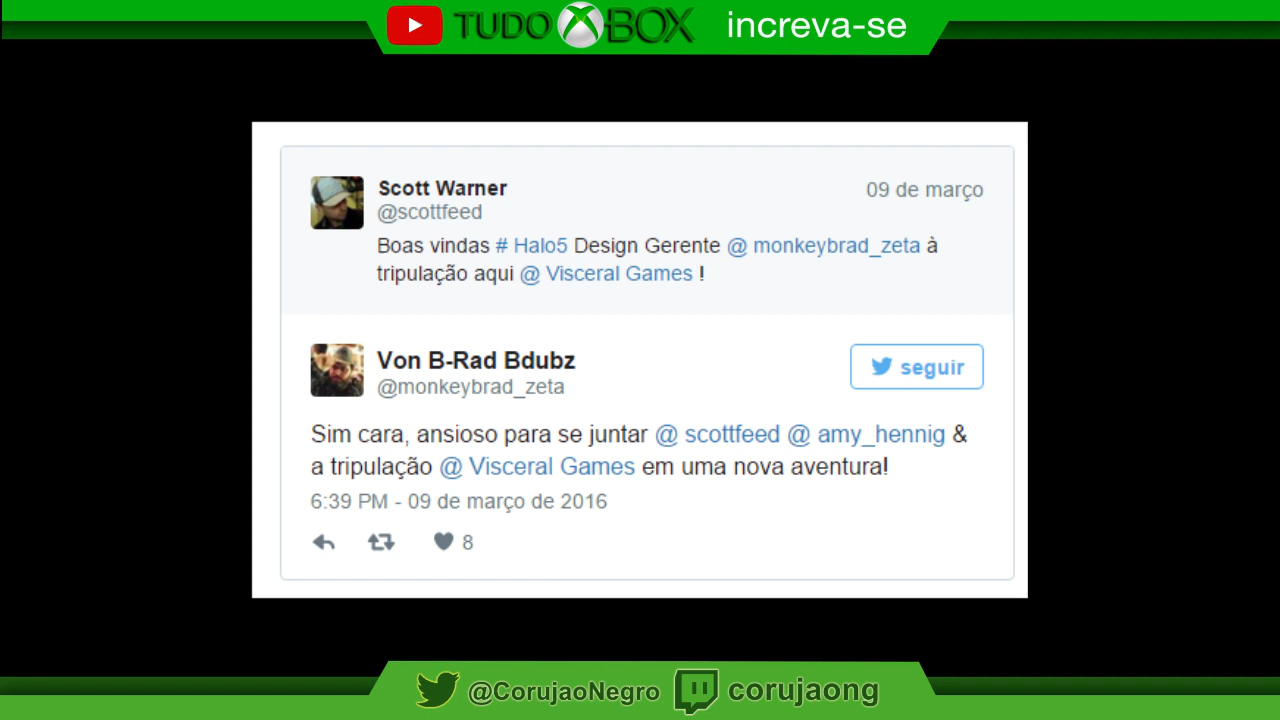 TUDO XBOX increva-se
Scott Warner
09 de março
@scottfeed
Boas vindas # Halo5 Design Gerente @ monkeybrad_zeta à
tripulação aqui @ Visceral Games !
Von B-Rad Bdubz
seguir
@monkeybrad_zeta
Sim cara, ansioso para se juntar @ scottfeed @ amy_hennig &
a tripulação @ Visceral Games em uma nova aventura!
6:39 PM - 09 de março de 2016
8
@CorujaoNegro corujaong